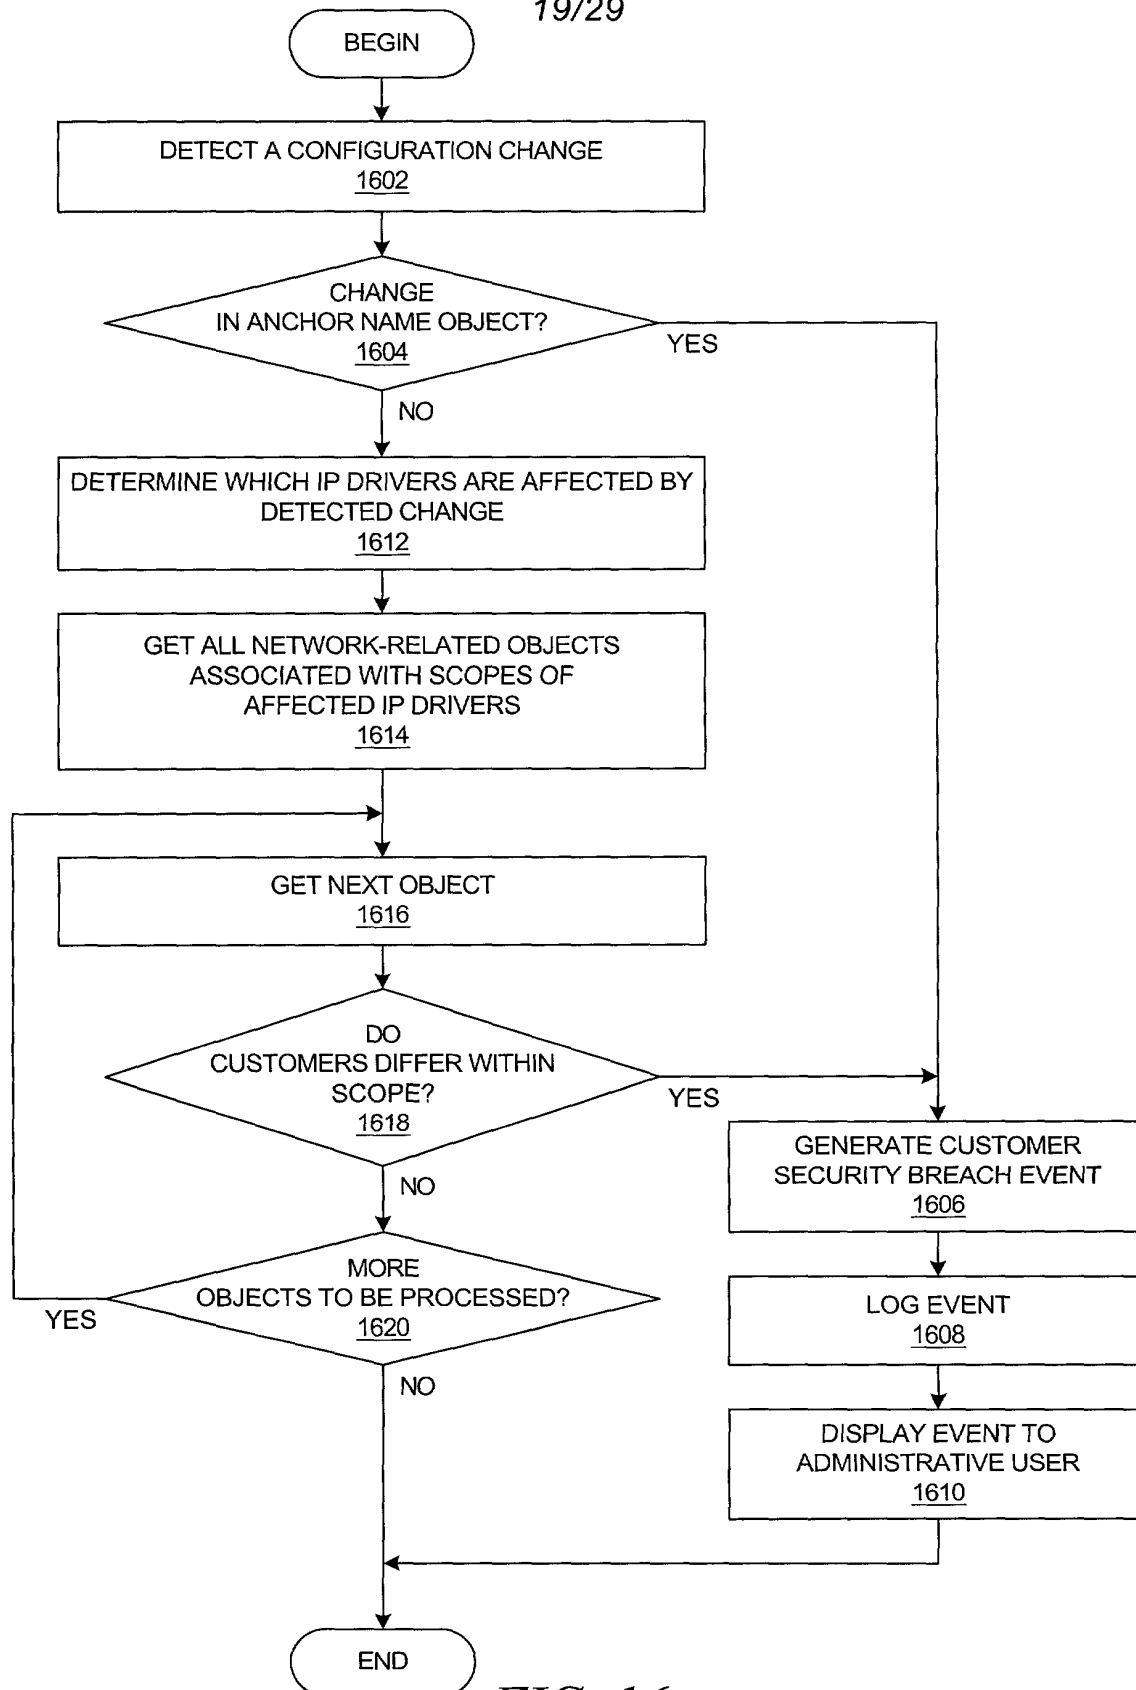 19/29
BEGIN
DETECT A CONFIGURATION CHANGE
1602
CHANGE
IN ANCHOR NAME OBJECT?
1604
YES
NO
DETERMINE WHICH IP DRIVERS ARE AFFECTED BY
DETECTED CHANGE
1612
GET ALL NETWORK-RELATED OBJECTS
ASSOCIATED WITH SCOPES OF
AFFECTED IP DRIVERS
1614
GET NEXT OBJECT
1616
DO
CUSTOMERS DIFFER WITHIN
SCOPE?
1618
YES
NO
GENERATE CUSTOMER
SECURITY BREACH EVENT
1606
MORE
OBJECTS TO BE PROCESSED?
1620
YES
NO
LOG EVENT
1608
DISPLAY EVENT TO
ADMINISTRATIVE USER
1610
END